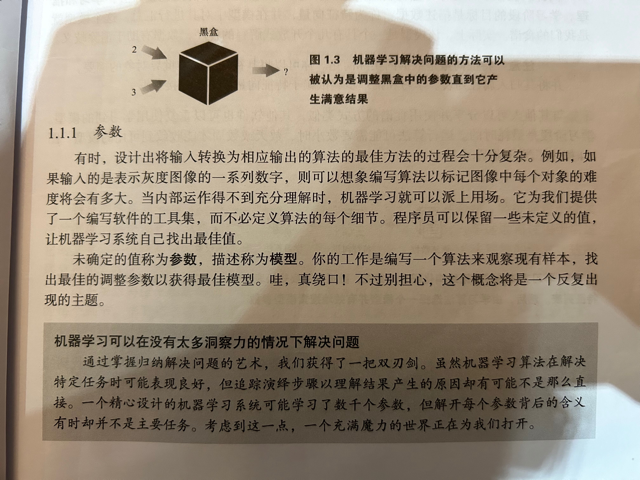 黑盒
2
3
?
图 1.3 机器学习解决问题的方法可以
被认为是调整黑盒中的参数直到它产
生满意结果
1.1.1 参数
有时，设计出将输入转换为相应输出的算法的最佳方法的过程会十分复杂。例如，如
果输入的是表示灰度图像的一系列数字，则可以想象编写算法以标记图像中每个对象的难
度将会有多大。当内部运作得不到充分理解时，机器学习就可以派上用场。它为我们提供
了一个编写软件的工具集，而不必定义算法的每个细节。程序员可以保留一些未定义的值，
让机器学习系统自己找出最佳值。
未确定的值称为参数，描述称为模型。你的工作是编写一个算法来观察现有样本，找
出最佳的调整参数以获得最佳模型。哇，真绕口！不过别担心，这个概念将是一个反复出
现的主题。
机器学习可以在没有太多洞察力的情况下解决问题
通过掌握归纳解决问题的艺术，我们获得了一把双刃剑。虽然机器学习算法在解决
特定任务时可能表现良好，但追踪演绎步骤以理解结果产生的原因却有可能不是那么直
接。一个精心设计的机器学习系统可能学习了数千个参数，但解开每个参数背后的含义
有时却并不是主要任务。考虑到这一点，一个充满魔力的世界正在为我们打开。